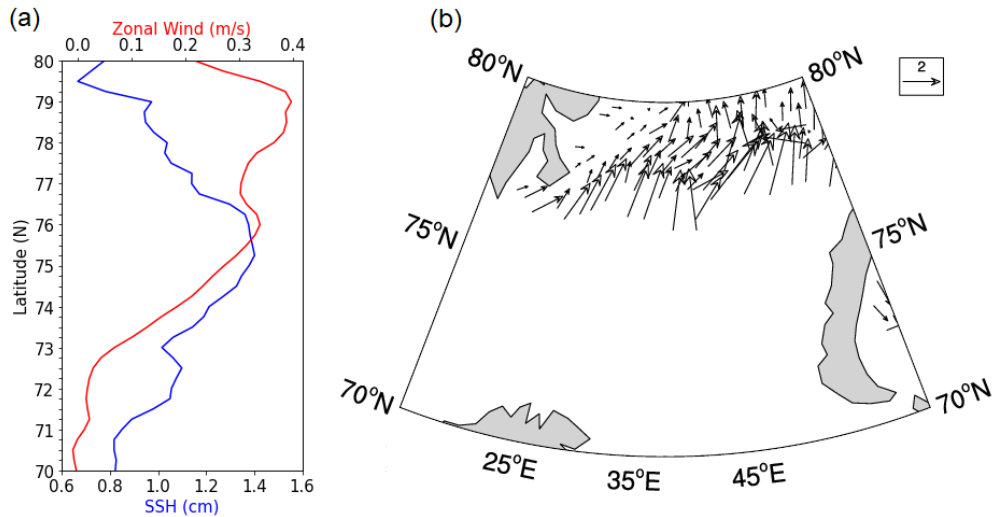 (a)
Zonal Wind (m/s)
0.0 0.1 0.2 0.3 0.4
80
79
78
77
76
75
74
73
72
71
70
Latitude (N)
0.6 0.8 1.0 1.2 1.4 1.6
SSH (cm)
(b)
80°N
80°N
2
75°N
75°N
70°N
70°N
25°E
35°E
45°E